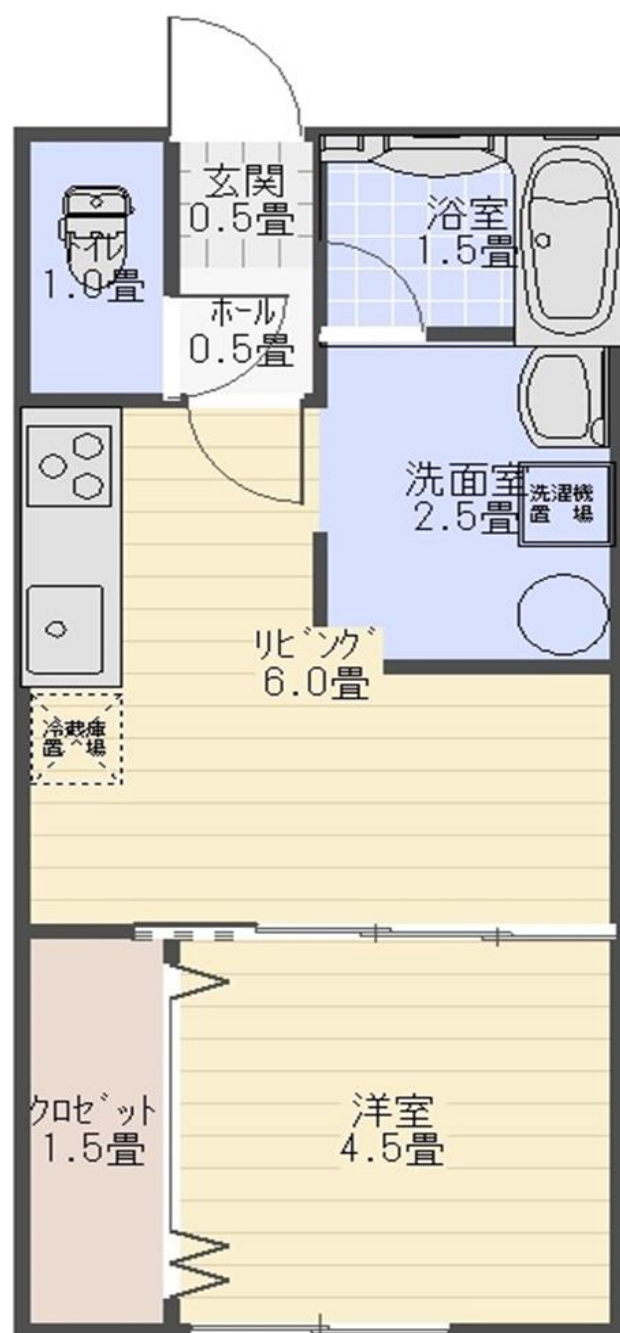 玄関
0.5畳
浴室
1.5畳
トイレ
1.0畳
ホール
0.5畳
洗面室
2.5畳
洗濯機
置 場
リビング
6.0畳
冷蔵庫
置 場
クロゼット
1.5畳
洋室
4.5畳